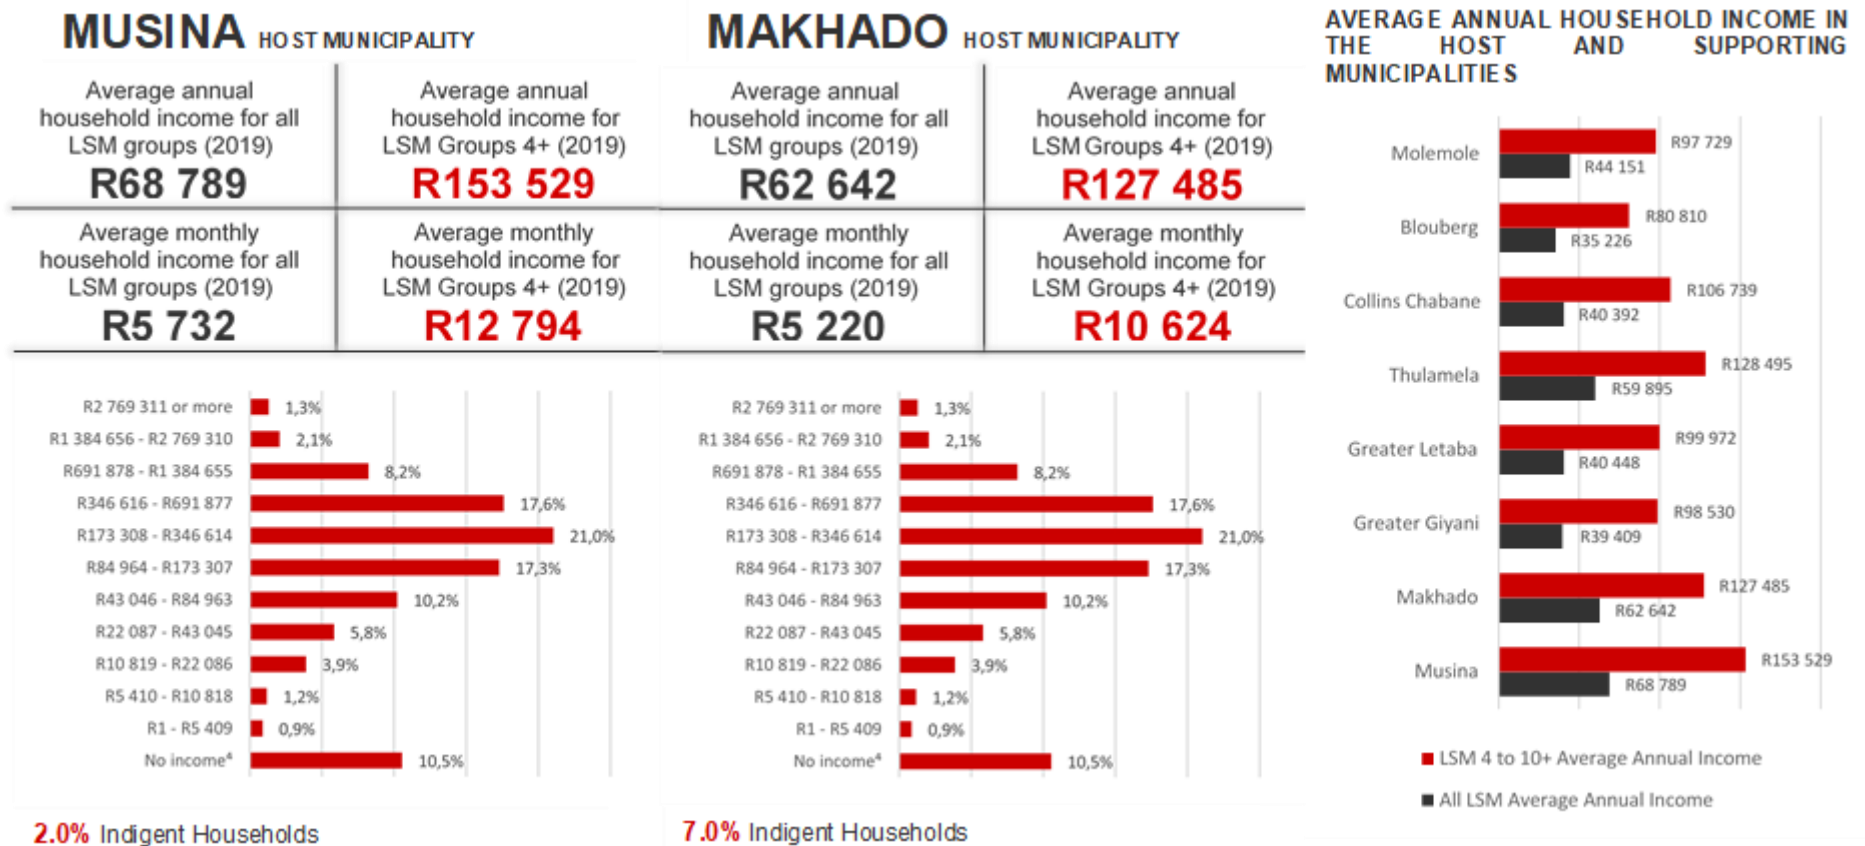 MUSINA HOST MUNICIPALITY
Average annual
household income for all
LSM groups (2019)
R68 789
Average annual
household income for
LSM Groups 4+ (2019)
R153 529
Average monthly
household income for all
LSM groups (2019)
R5 732
Average monthly
household income for
LSM Groups 4+ (2019)
R12 794
R2 769 311 or more 1,3%
R1 384 656 - R2 769 310 2,1%
R691 878 - R1 384 655 8,2%
R346 616 - R691 877 17,6%
R173 308 - R346 614 21,0%
R84 964 - R173 307 17,3%
R43 046 - R84 963 10,2%
R22 087 - R43 045 5,8%
R10 819 - R22 086 3,9%
R5 410 - R10 818 1,2%
R1 - R5 409 0,9%
No income⁴ 10,5%
2.0% Indigent Households
MAKHADO HOST MUNICIPALITY
Average annual
household income for all
LSM groups (2019)
R62 642
Average annual
household income for
LSM Groups 4+ (2019)
R127 485
Average monthly
household income for all
LSM groups (2019)
R5 220
Average monthly
household income for
LSM Groups 4+ (2019)
R10 624
R2 769 311 or more 1,3%
R1 384 656 - R2 769 310 2,1%
R691 878 - R1 384 655 8,2%
R346 616 - R691 877 17,6%
R173 308 - R346 614 21,0%
R84 964 - R173 307 17,3%
R43 046 - R84 963 10,2%
R22 087 - R43 045 5,8%
R10 819 - R22 086 3,9%
R5 410 - R10 818 1,2%
R1 - R5 409 0,9%
No income⁴ 10,5%
7.0% Indigent Households
AVERAGE ANNUAL HOUSEHOLD INCOME IN
THE HOST AND SUPPORTING
MUNICIPALITIES
Molemole R97 729
R44 151
Blouberg R80 810
R35 226
Collins Chabane R106 739
R40 392
Thulamela R128 495
R59 895
Greater Letaba R99 972
R40 448
Greater Giyani R98 530
R39 409
Makhado R127 485
R62 642
Musina R153 529
R68 789
LSM 4 to 10+ Average Annual Income
All LSM Average Annual Income